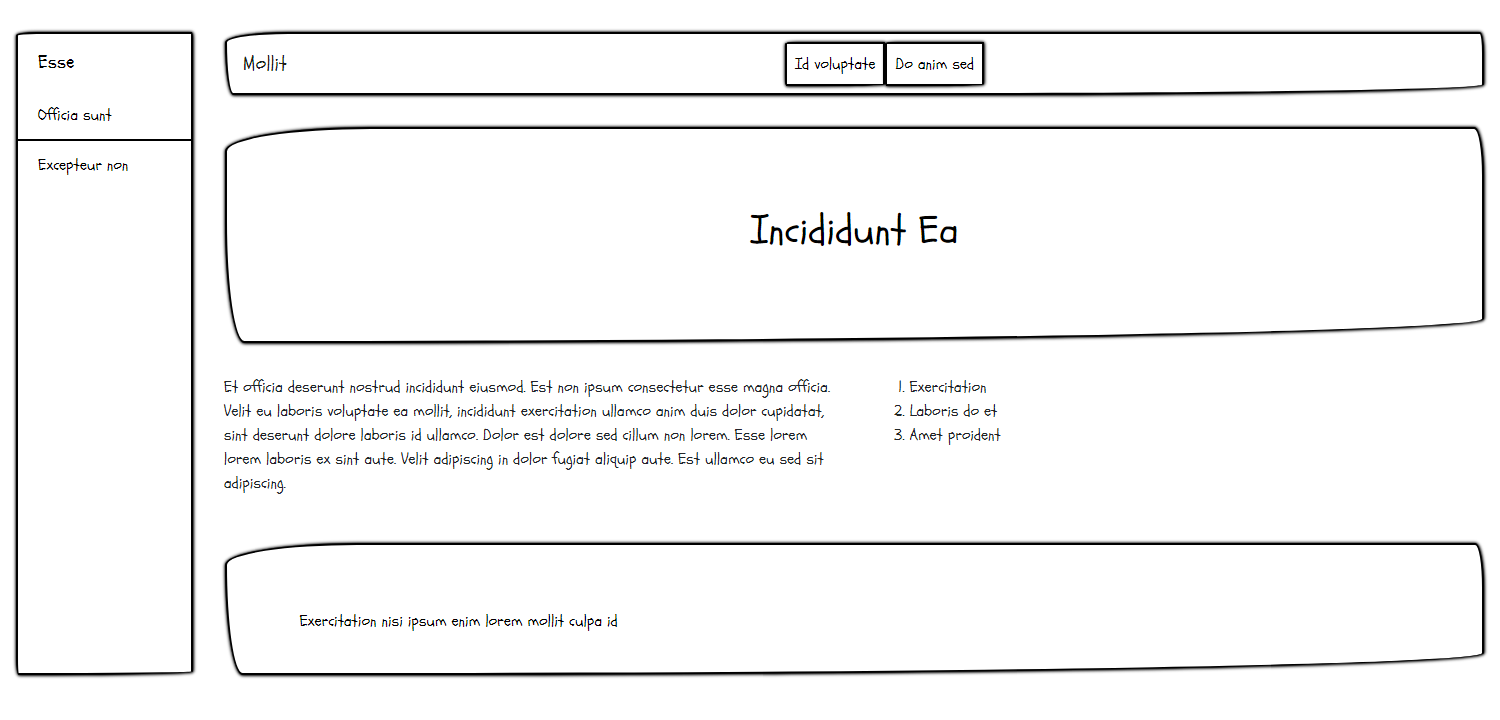 Esse
Officia sunt
Excepteur non
Mollit
Id voluptate
Do anim sed
Incididunt Ea
Et officia deserunt nostrud incididunt eiusmod. Est non ipsum consectetur esse magna officia.
Velit eu laboris voluptate ea mollit, incididunt exercitation ullamco anim duis dolor cupidatat,
sint deserunt dolore laboris id ullamco. Dolor est dolore sed cillum non lorem. Esse lorem
lorem laboris ex sint aute. Velit adipiscing in dolor fugiat aliquip aute. Est ullamco eu sed sit
adipiscing.
1. Exercitation
2. Laboris do et
3. Amet proident
Exercitation nisi ipsum enim lorem mollit culpa id